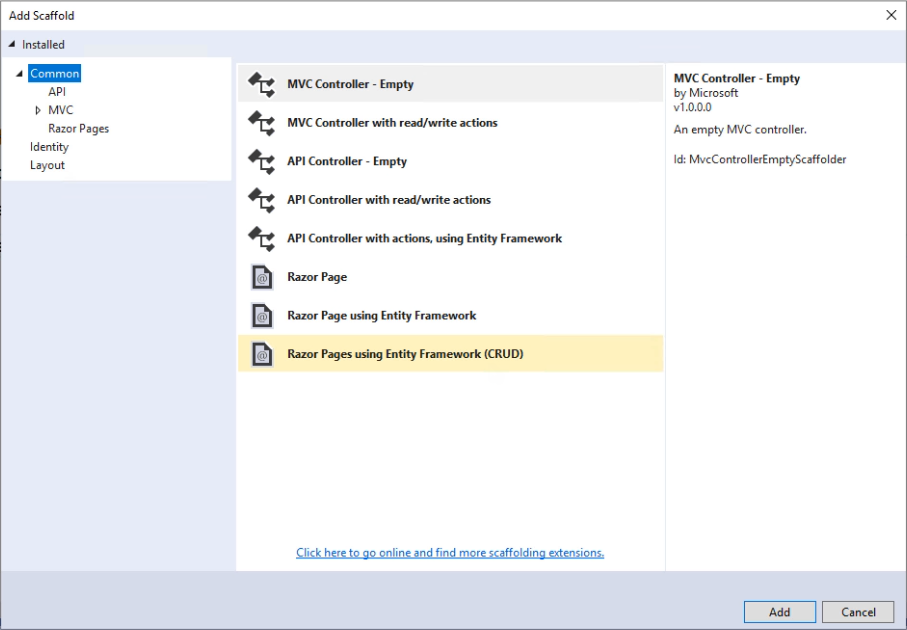 Add Scaffold
Installed
Common
API
MVC
Razor Pages
Identity
Layout
MVC Controller - Empty
MVC Controller with read/write actions
API Controller - Empty
API Controller with read/write actions
API Controller with actions, using Entity Framework
Razor Page
Razor Page using Entity Framework
Razor Pages using Entity Framework (CRUD)
Click here to go online and find more scaffolding extensions.
MVC Controller - Empty
by Microsoft
v1.0.0.0
An empty MVC controller.
Id: MvcControllerEmptyScaffolder
Add
Cancel